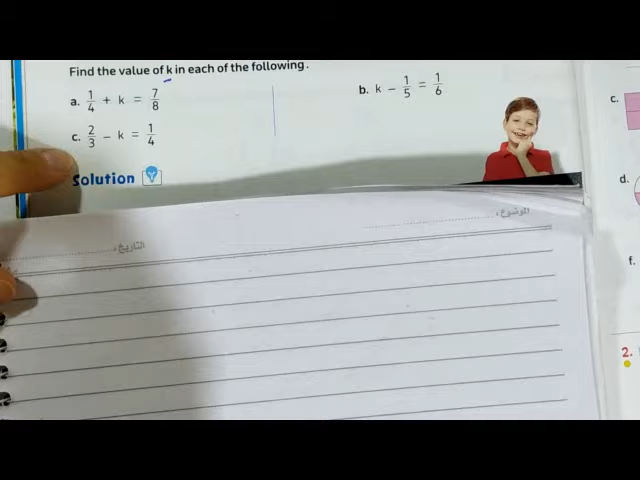 Find the value of k in each of the following.
a. 1/4 + k = 7/8
b. k − 1/5 = 1/6
c. 2/3 − k = 1/4
Solution
الموضوع:
التاريخ:
c.
d.
f.
2.